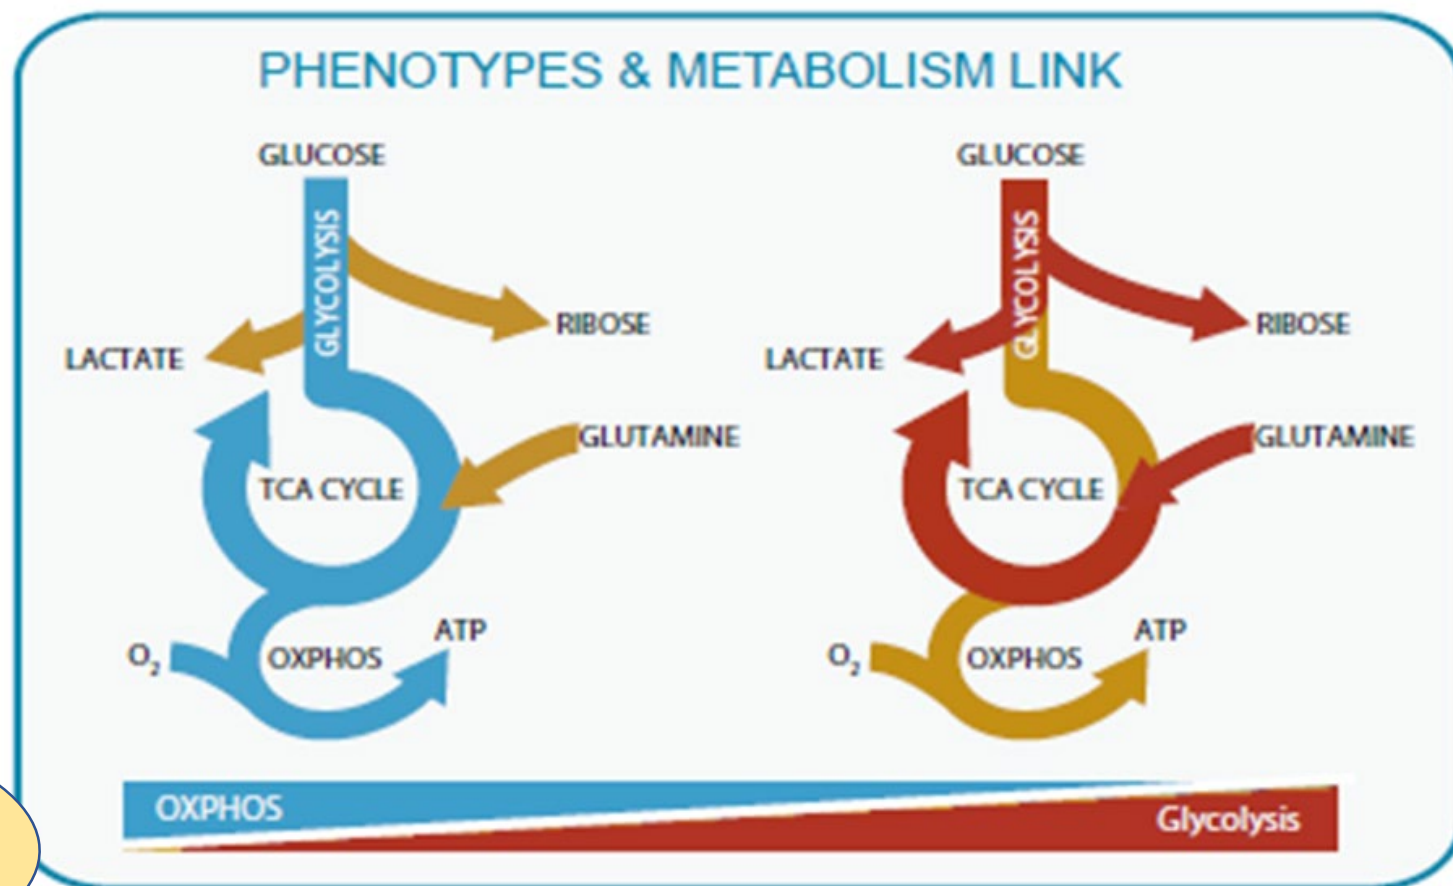 PHENOTYPES & METABOLISM LINK
GLUCOSE
GLYCOLYSIS
RIBOSE
LACTATE
GLUTAMINE
TCA CYCLE
ATP
O₂
OXPHOS
GLUCOSE
GLYCOLYSIS
RIBOSE
LACTATE
GLUTAMINE
TCA CYCLE
ATP
O₂
OXPHOS
OXPHOS
Glycolysis